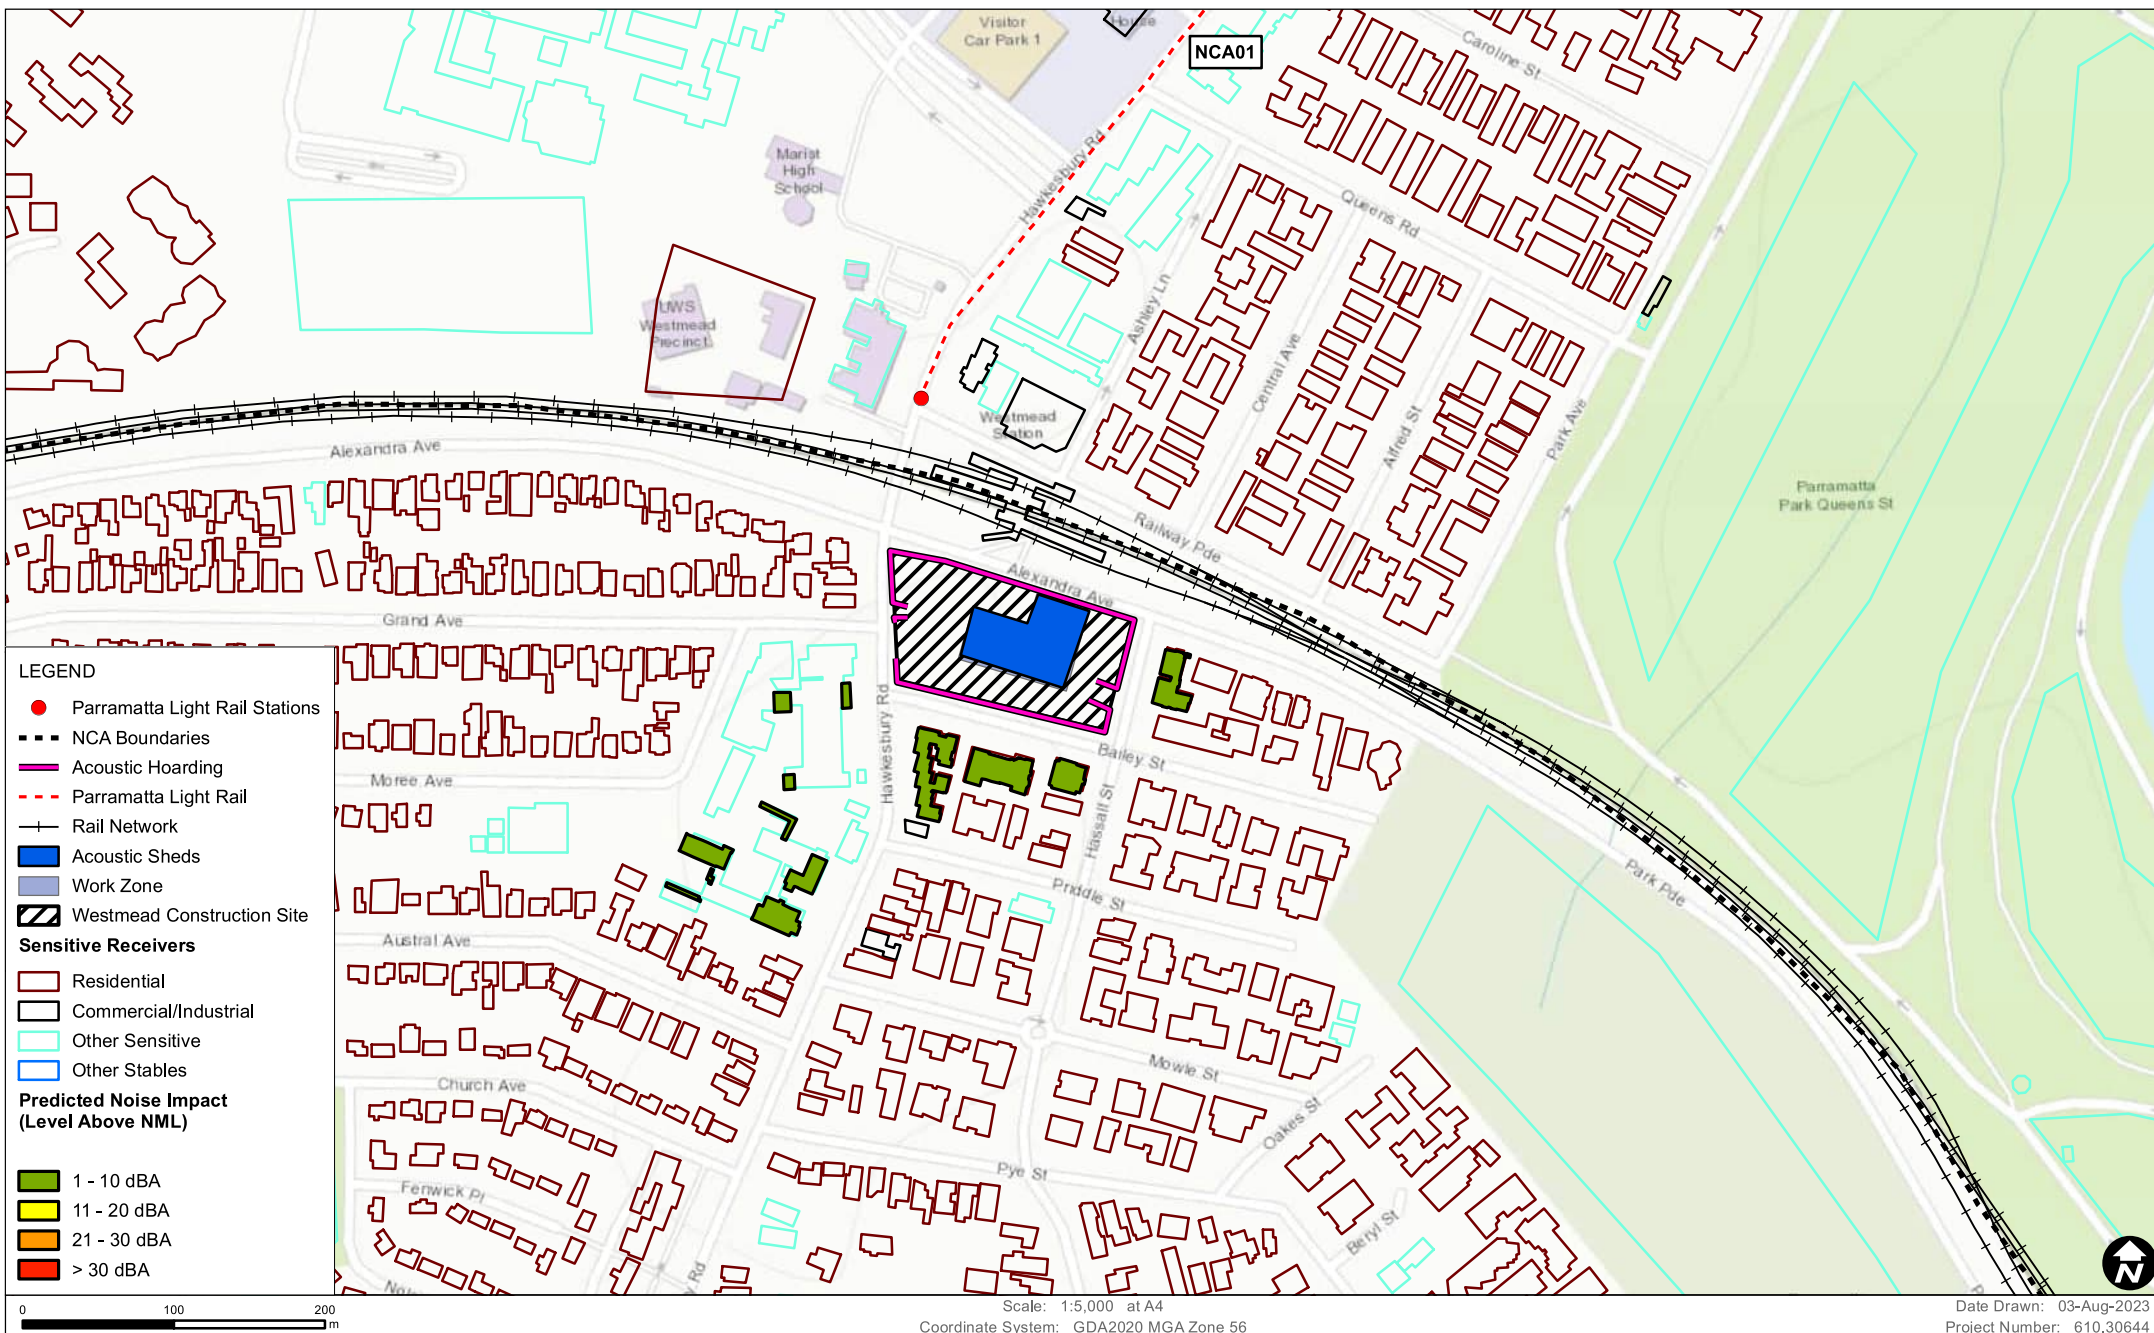 Visitor
Car Park 1
House
NCA01
Caroline St
Hawkesbury Rd
Marist
High
School
Queens Rd
UWS
Westmead
Precinct
Ashley Ln
Central Ave
Westmead
Station
Alfred St
Park Ave
Parramatta
Park Queens St
Alexandra Ave
Railway Pde
Alexandra Ave
Grand Ave
Hawkesbury Rd
Bailey St
Moree Ave
Hassall St
Priddle St
Park Pde
Austral Ave
Mowle St
Church Ave
Oakes St
Pye St
Fenwick Pl
Beryl St
y Rd
LEGEND
Parramatta Light Rail Stations
NCA Boundaries
Acoustic Hoarding
Parramatta Light Rail
Rail Network
Acoustic Sheds
Work Zone
Westmead Construction Site
Sensitive Receivers
Residential
Commercial/Industrial
Other Sensitive
Other Stables
Predicted Noise Impact
(Level Above NML)
1 - 10 dBA
11 - 20 dBA
21 - 30 dBA
> 30 dBA
N
0 100 200
m
Scale: 1:5,000 at A4
Coordinate System: GDA2020 MGA Zone 56
Date Drawn: 03-Aug-2023
Project Number: 610.30644